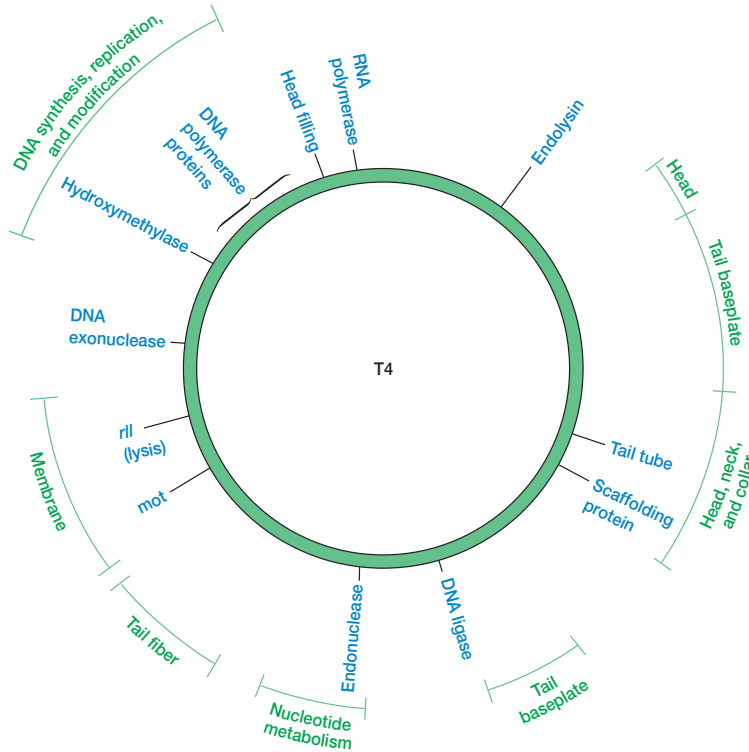 DNA synthesis, replication,
and modification
DNA
polymerase
proteins
Head filling
RNA
polymerase
Endolysin
Head
Tail baseplate
Hydroxymethylase
DNA
exonuclease
T4
rII
(lysis)
mot
Membrane
Tail fiber
Tail tube
Scaffolding
protein
Head, neck,
and collar
Endonuclease
DNA ligase
Nucleotide
metabolism
Tail
baseplate